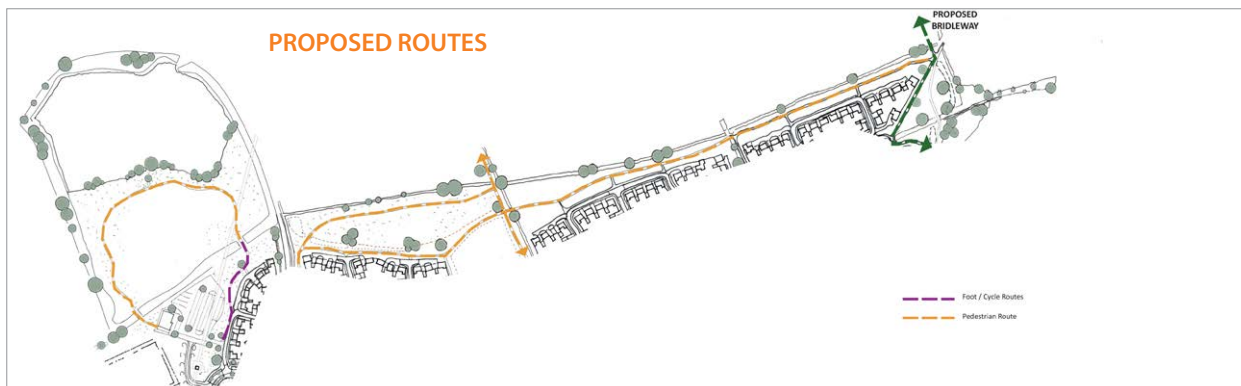 PROPOSED ROUTES
PROPOSED
BRIDLEWAY
Foot / Cycle Routes
Pedestrian Route